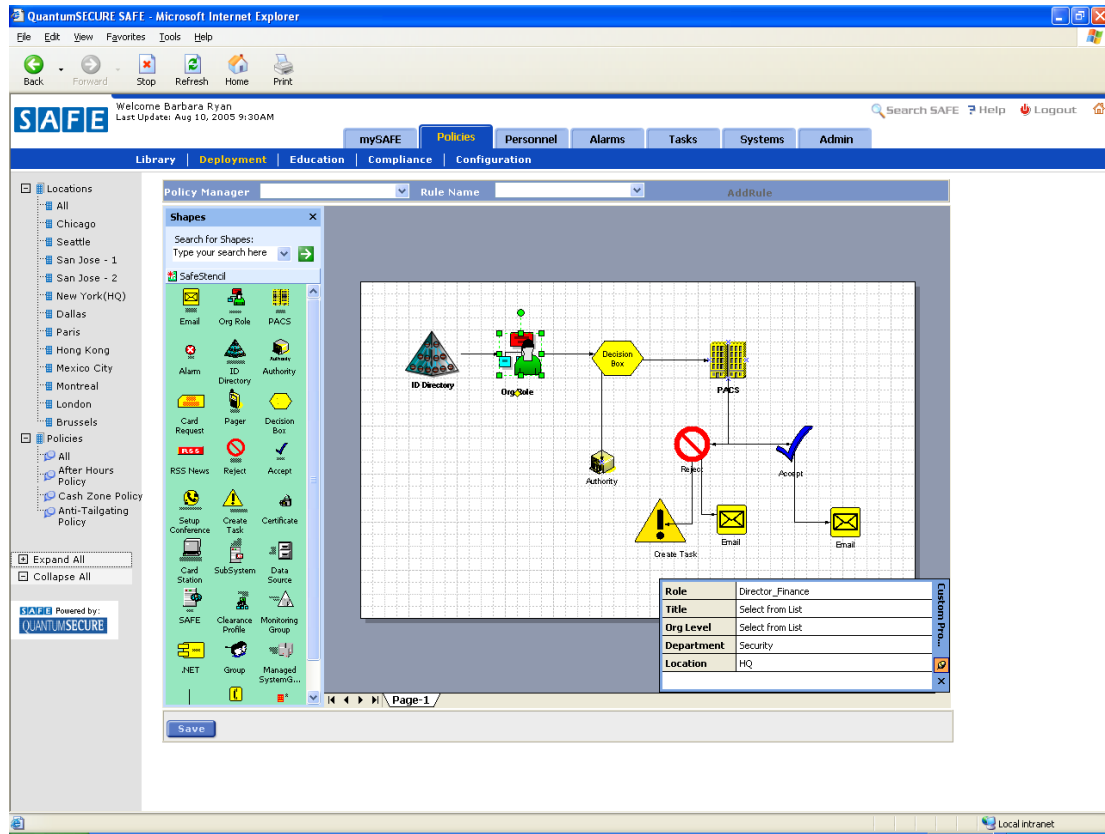 QuantumSECURE SAFE - Microsoft Internet Explorer
File Edit View Favorites Tools Help
Back Forward Stop Refresh Home Print
SAFE
Welcome Barbara Ryan
Last Update: Aug 10, 2005 9:30AM
Search SAFE ? Help Logout
mySAFE Policies Personnel Alarms Tasks Systems Admin
Library | Deployment | Education | Compliance | Configuration
Locations
All
Chicago
Seattle
San Jose - 1
San Jose - 2
New York(HQ)
Dallas
Paris
Hong Kong
Mexico City
Montreal
London
Brussels
Policies
All
After Hours
Policy
Cash Zone Policy
Anti-Tailgating
Policy
Expand All
Collapse All
SAFE Powered by:
QUANTUMSECURE
Policy Manager Rule Name AddRule
Shapes
Search for Shapes:
Type your search here
SafeStencil
Email Org Role PACS
Alarm ID Directory Authority
Card Request Pager Decision Box
RSS
RSS News Reject Accept
Setup Conference Create Task Certificate
Card Station SubSystem Data Source
SAFE Clearance Profile Monitoring Group
.NET Group Managed SystemG...
ID Directory
Org Role
Decision
Box
PACS
Authority
Reject
Accept
Create Task
Email
Email
Role Director_Finance
Title Select from List
Org Level Select from List
Department Security
Location HQ
Custom Pro...
Page-1
Save
Local intranet